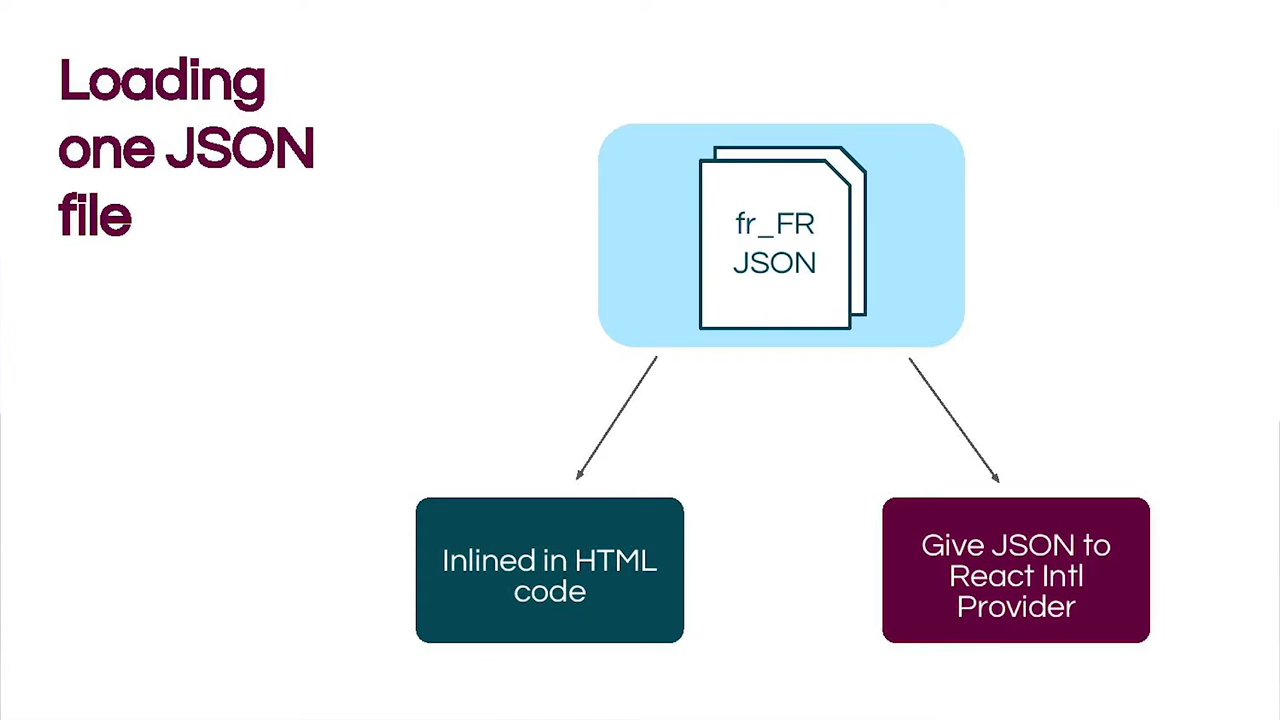 Loading
one JSON
file
fr_FR
JSON
Inlined in HTML
code
Give JSON to
React Intl
Provider